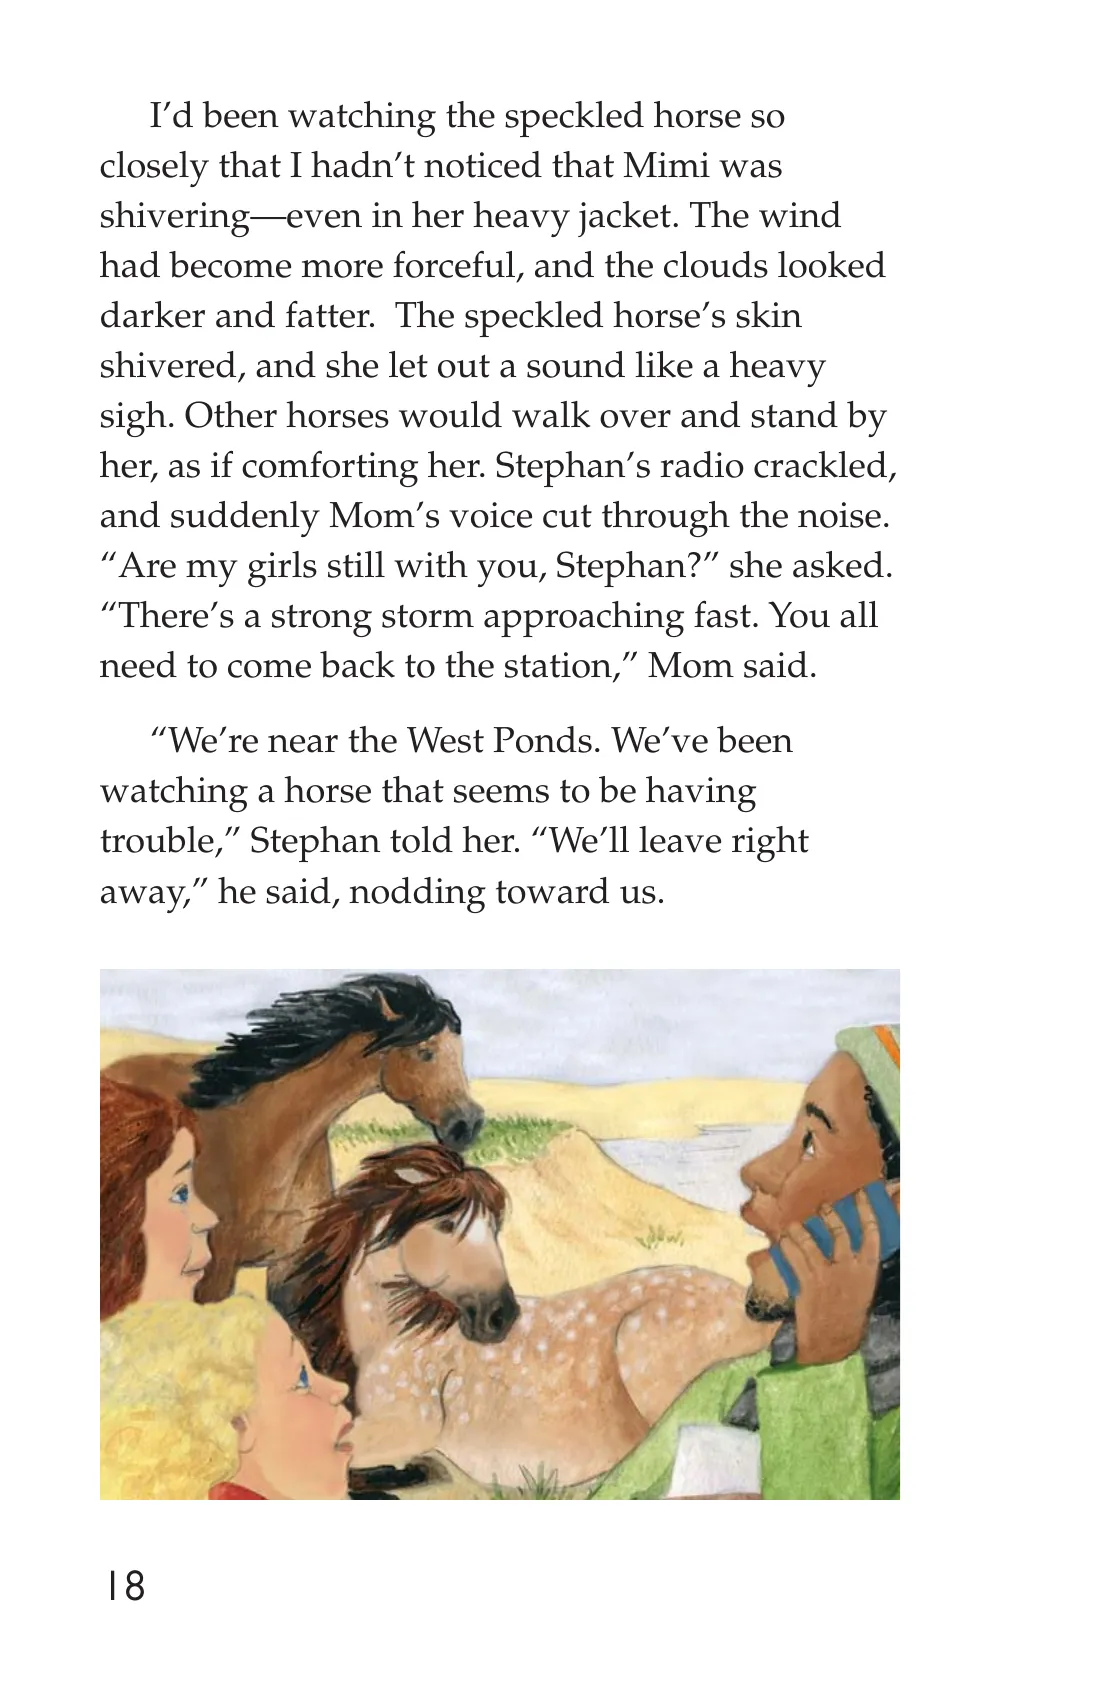 I’d been watching the speckled horse so
closely that I hadn’t noticed that Mimi was
shivering—even in her heavy jacket. The wind
had become more forceful, and the clouds looked
darker and fatter.  The speckled horse’s skin
shivered, and she let out a sound like a heavy
sigh. Other horses would walk over and stand by
her, as if comforting her. Stephan’s radio crackled,
and suddenly Mom’s voice cut through the noise.
“Are my girls still with you, Stephan?” she asked.
“There’s a strong storm approaching fast. You all
need to come back to the station,” Mom said.
“We’re near the West Ponds. We’ve been
watching a horse that seems to be having
trouble,” Stephan told her. “We’ll leave right
away,” he said, nodding toward us.
18